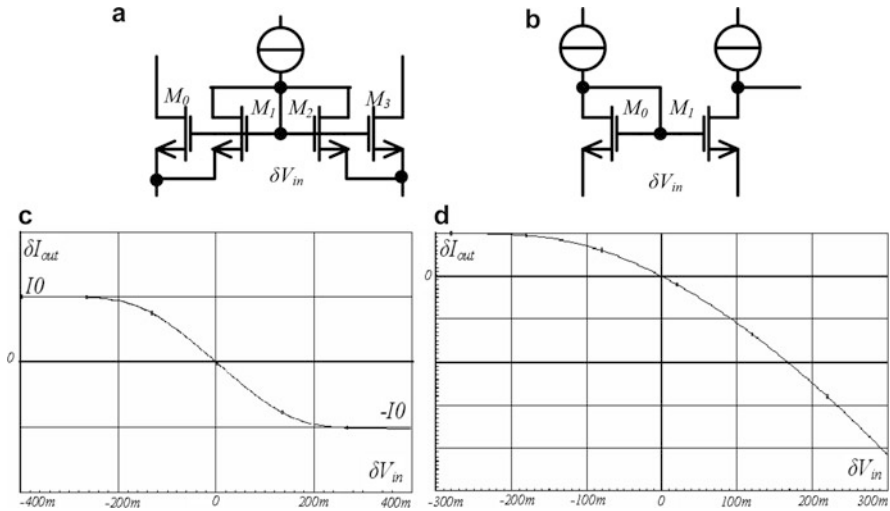 a
b
M0 M1 M2 M3
M0 M1
δVin
δVin
c
d
δIout
I0
0
-I0
δVin
-400m -200m 0 200m 400m
δIout
0
δVin
-300m -200m -100m 0 100m 200m 300m